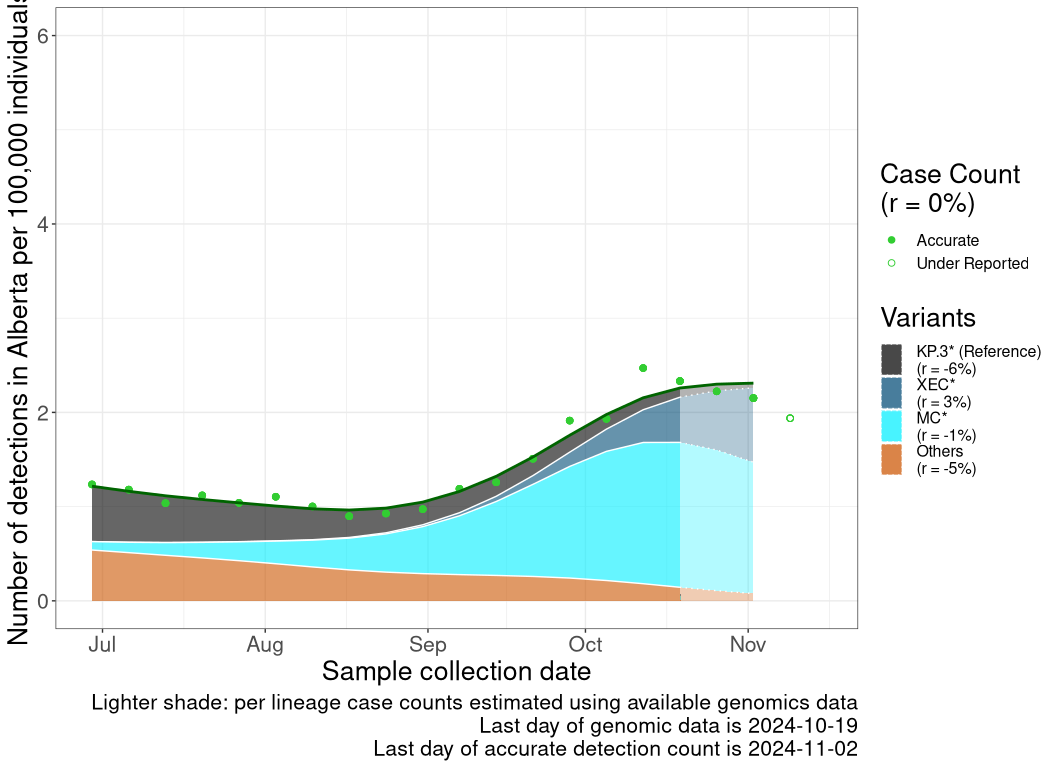 Number of detections in Alberta per 100,000 individuals
6
4
2
0
Jul
Aug
Sep
Oct
Nov
Sample collection date
Lighter shade: per lineage case counts estimated using available genomics data
Last day of genomic data is 2024-10-19
Last day of accurate detection count is 2024-11-02
Case Count
(r = 0%)
Accurate
Under Reported
Variants
KP.3* (Reference)
(r = -6%)
XEC*
(r = 3%)
MC*
(r = -1%)
Others
(r = -5%)